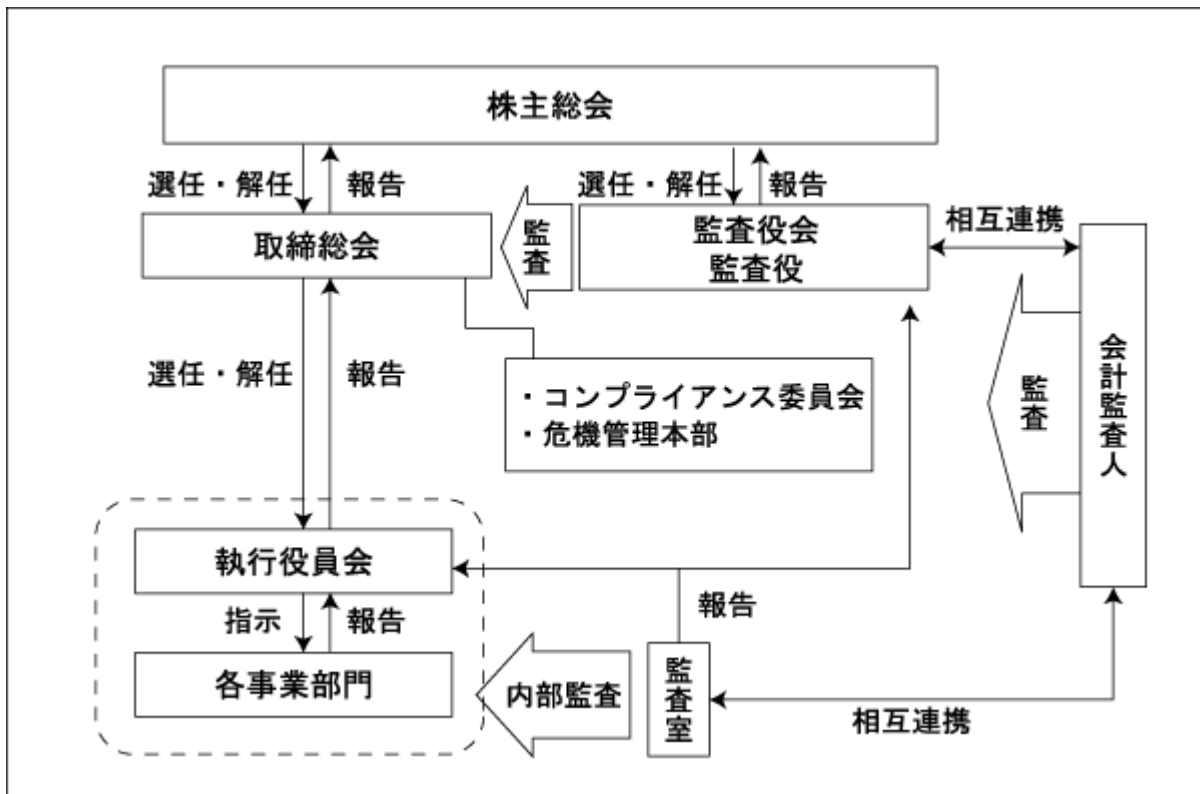 株主総会
選任・解任
報告
選任・解任
報告
取締総会
監査
監査役会
監査役
相互連携
会計監査人
監査
選任・解任
報告
・コンプライアンス委員会
・危機管理本部
執行役員会
指示
報告
各事業部門
内部監査
監査室
報告
相互連携